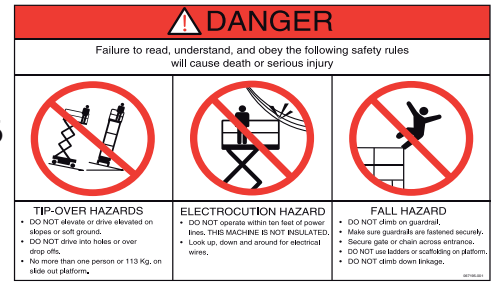 DANGER
Failure to read, understand, and obey the following safety rules
will cause death or serious injury
TIP-OVER HAZARDS
• DO NOT elevate or drive elevated on
slopes or soft ground.
• DO NOT drive into holes or over
drop offs.
• No more than one person or 113 Kg. on
slide out platform.
ELECTROCUTION HAZARD
• DO NOT operate within ten feet of power
lines. THIS MACHINE IS NOT INSULATED.
• Look up, down and around for electrical
wires.
FALL HAZARD
• DO NOT climb on guardrail.
• Make sure guardrails are fastened securely.
• Secure gate or chain across entrance.
• DO NOT use ladders or scaffolding on platform.
• DO NOT climb down linkage.